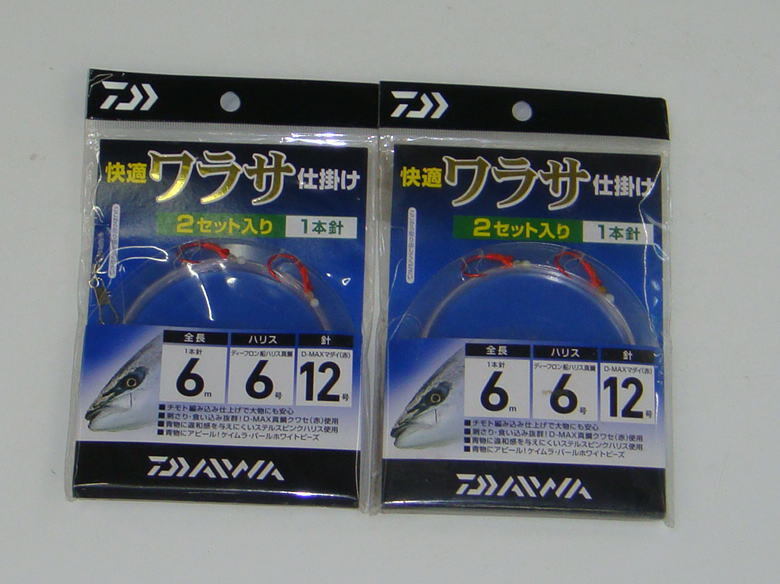 快適ワラサ仕掛け
2セット入り 1本針
全長 ハリス 針
1本針 ディーフロン船ハリス真鯛 D-MAXマダイ(赤)
6m 6号 12号
■チモト編み込み仕上げで大物にも安心
■刺さり・食い込み抜群!D-MAX真鯛クワセ(赤)使用
■青物に違和感を与えにくいステルスピンクハリス使用
■青物にアピール!ケイムラ・パールホワイトビーズ
DAIWA
快適ワラサ仕掛け
2セット入り 1本針
全長 ハリス 針
1本針 ディーフロン船ハリス真鯛 D-MAXマダイ(赤)
6m 6号 12号
■チモト編み込み仕上げで大物にも安心
■刺さり・食い込み抜群!D-MAX真鯛クワセ(赤)使用
■青物に違和感を与えにくいステルスピンクハリス使用
■青物にアピール!ケイムラ・パールホワイトビーズ
DAIWA